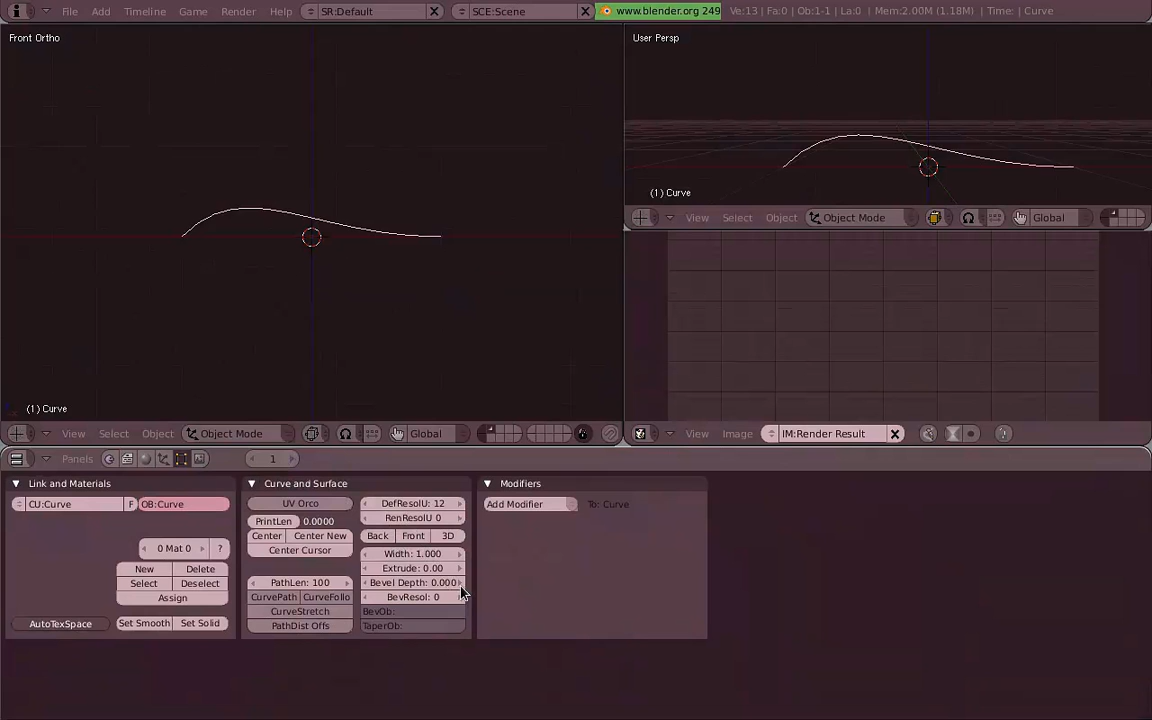 File Add Timeline Game Render Help SR:Default SCE:Scene www.blender.org 249 Ve:13 | Fa:0 | Ob:1-1 | La:0 | Mem:2.00M (1.18M) | Time: | Curve
Front Ortho
User Persp
(1) Curve
View Select Object Object Mode Global
(1) Curve
View Select Object Object Mode Global
View Image IM:Render Result
Panels 1
Link and Materials
CU:Curve F OB:Curve
0 Mat 0 ?
New Delete
Select Deselect
Assign
AutoTexSpace Set Smooth Set Solid
Curve and Surface
UV Orco
PrintLen 0.0000
Center Center New
Center Cursor
PathLen: 100
CurvePath CurveFollo
CurveStretch
PathDist Offs
DefResolU: 12
RenResolU 0
Back Front 3D
Width: 1.000
Extrude: 0.00
Bevel Depth: 0.000
BevResol: 0
BevOb:
TaperOb:
Modifiers
Add Modifier To: Curve